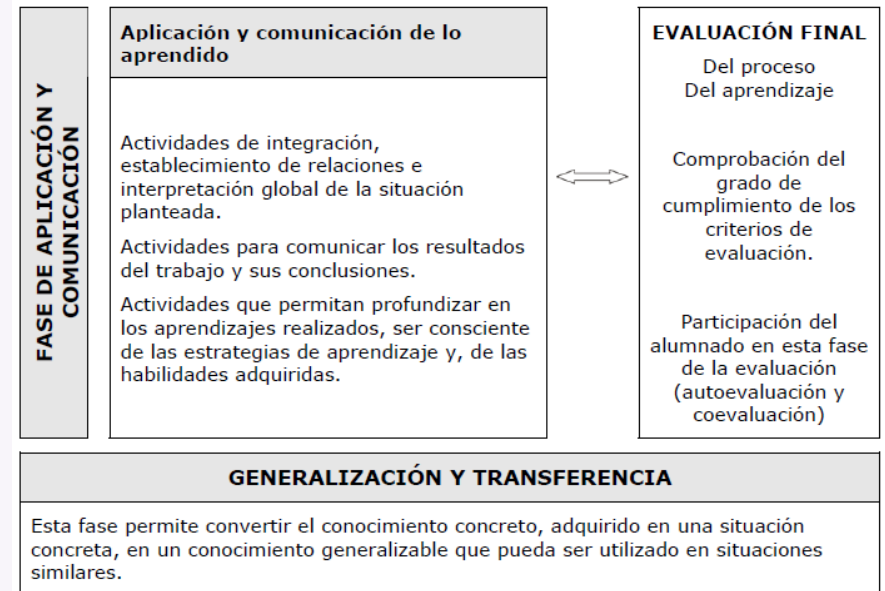 FASE DE APLICACIÓN Y
COMUNICACIÓN
Aplicación y comunicación de lo
aprendido
Actividades de integración,
establecimiento de relaciones e
interpretación global de la situación
planteada.
Actividades para comunicar los resultados
del trabajo y sus conclusiones.
Actividades que permitan profundizar en
los aprendizajes realizados, ser consciente
de las estrategias de aprendizaje y, de las
habilidades adquiridas.
EVALUACIÓN FINAL
Del proceso
Del aprendizaje
Comprobación del
grado de
cumplimiento de los
criterios de
evaluación.
Participación del
alumnado en esta fase
de la evaluación
(autoevaluación y
coevaluación)
GENERALIZACIÓN Y TRANSFERENCIA
Esta fase permite convertir el conocimiento concreto, adquirido en una situación
concreta, en un conocimiento generalizable que pueda ser utilizado en situaciones
similares.